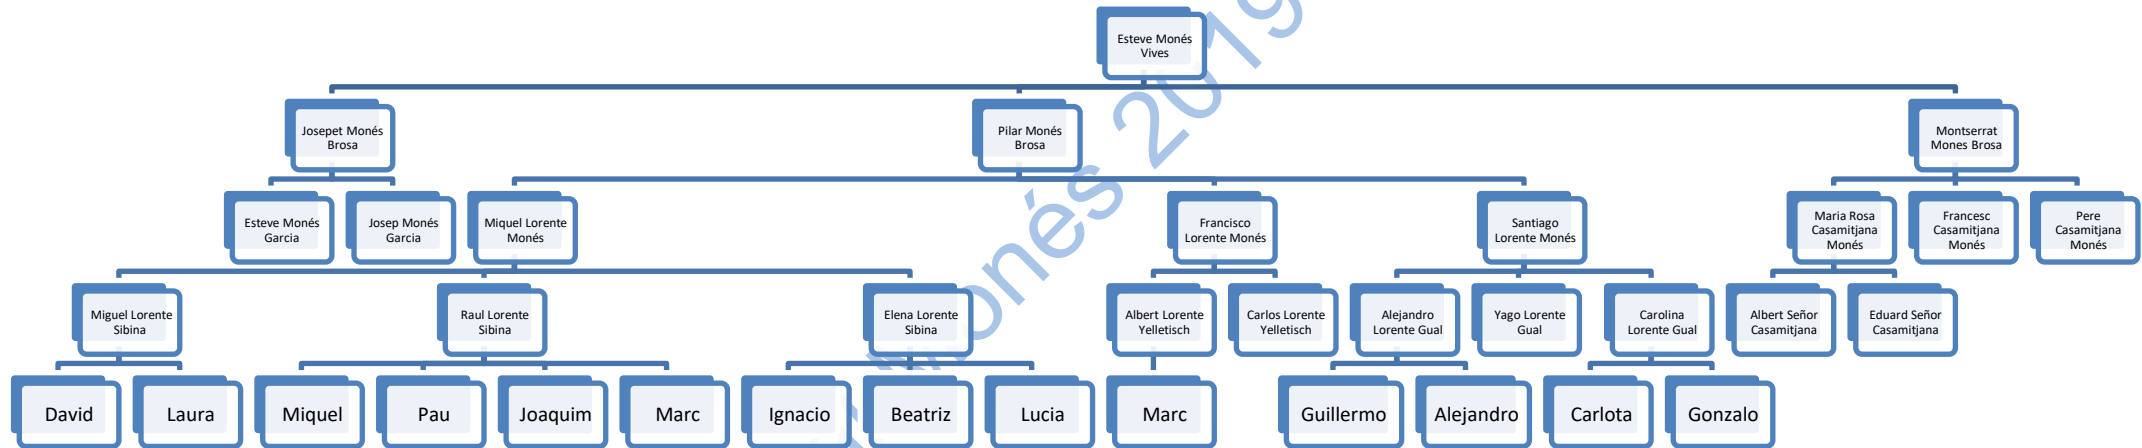 Esteve Monés
Vives
Josepet Monés
Brosa
Pilar Monés
Brosa
Montserrat
Mones Brosa
Esteve Monés
Garcia
Josep Monés
Garcia
Miquel Lorente
Monés
Francisco
Lorente Monés
Santiago
Lorente Monés
Maria Rosa
Casamitjana
Monés
Francesc
Casamitjana
Monés
Pere
Casamitjana
Monés
Miguel Lorente
Sibina
Raul Lorente
Sibina
Elena Lorente
Sibina
Albert Lorente
Yelletisch
Carlos Lorente
Yelletisch
Alejandro
Lorente Gual
Yago Lorente
Gual
Carolina
Lorente Gual
Albert Señor
Casamitjana
Eduard Señor
Casamitjana
David
Laura
Miquel
Pau
Joaquim
Marc
Ignacio
Beatriz
Lucia
Marc
Guillermo
Alejandro
Carlota
Gonzalo
Monés 2019